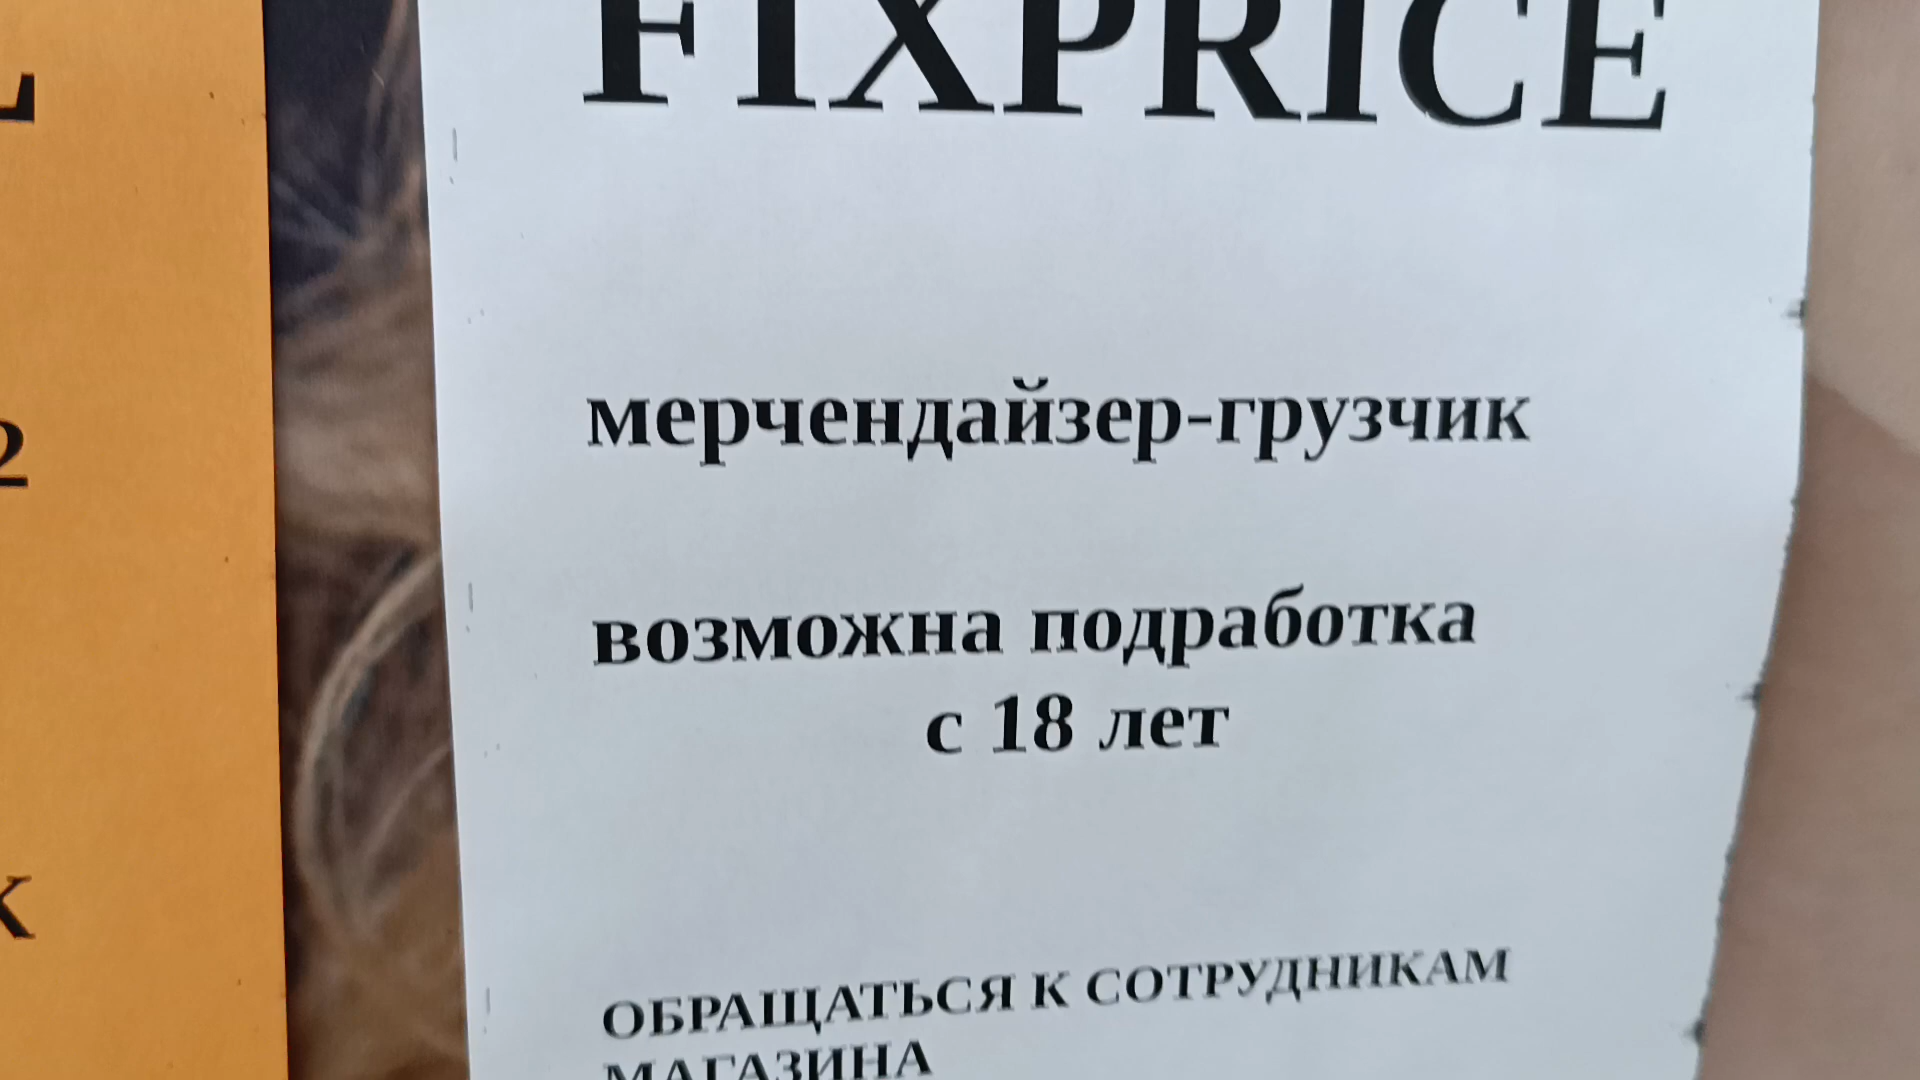 FIXPRICE
мерчендайзер-грузчик
возможна подработка
с 18 лет
ОБРАЩАТЬСЯ К СОТРУДНИКАМ
МАГАЗИНА